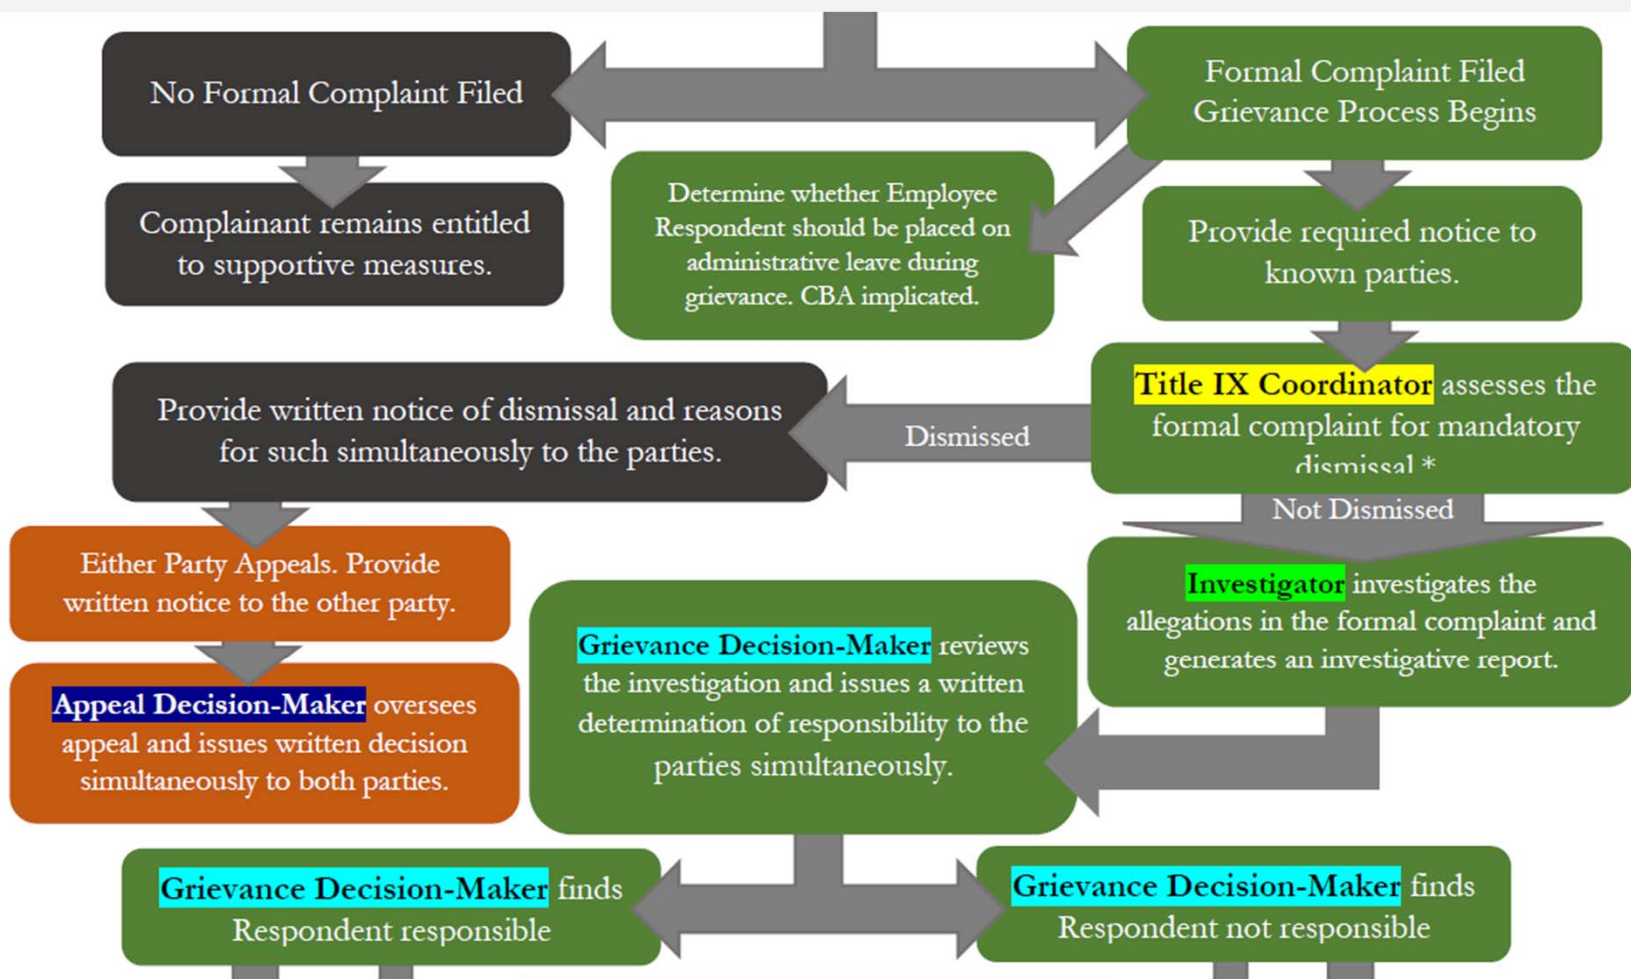 No Formal Complaint Filed
Formal Complaint Filed
Grievance Process Begins
Complainant remains entitled
to supportive measures.
Determine whether Employee
Respondent should be placed on
administrative leave during
grievance. CBA implicated.
Provide required notice to
known parties.
Title IX Coordinator assesses the
formal complaint for mandatory
dismissal *
Dismissed
Provide written notice of dismissal and reasons
for such simultaneously to the parties.
Not Dismissed
Either Party Appeals. Provide
written notice to the other party.
Investigator investigates the
allegations in the formal complaint and
generates an investigative report.
Appeal Decision-Maker oversees
appeal and issues written decision
simultaneously to both parties.
Grievance Decision-Maker reviews
the investigation and issues a written
determination of responsibility to the
parties simultaneously.
Grievance Decision-Maker finds
Respondent responsible
Grievance Decision-Maker finds
Respondent not responsible